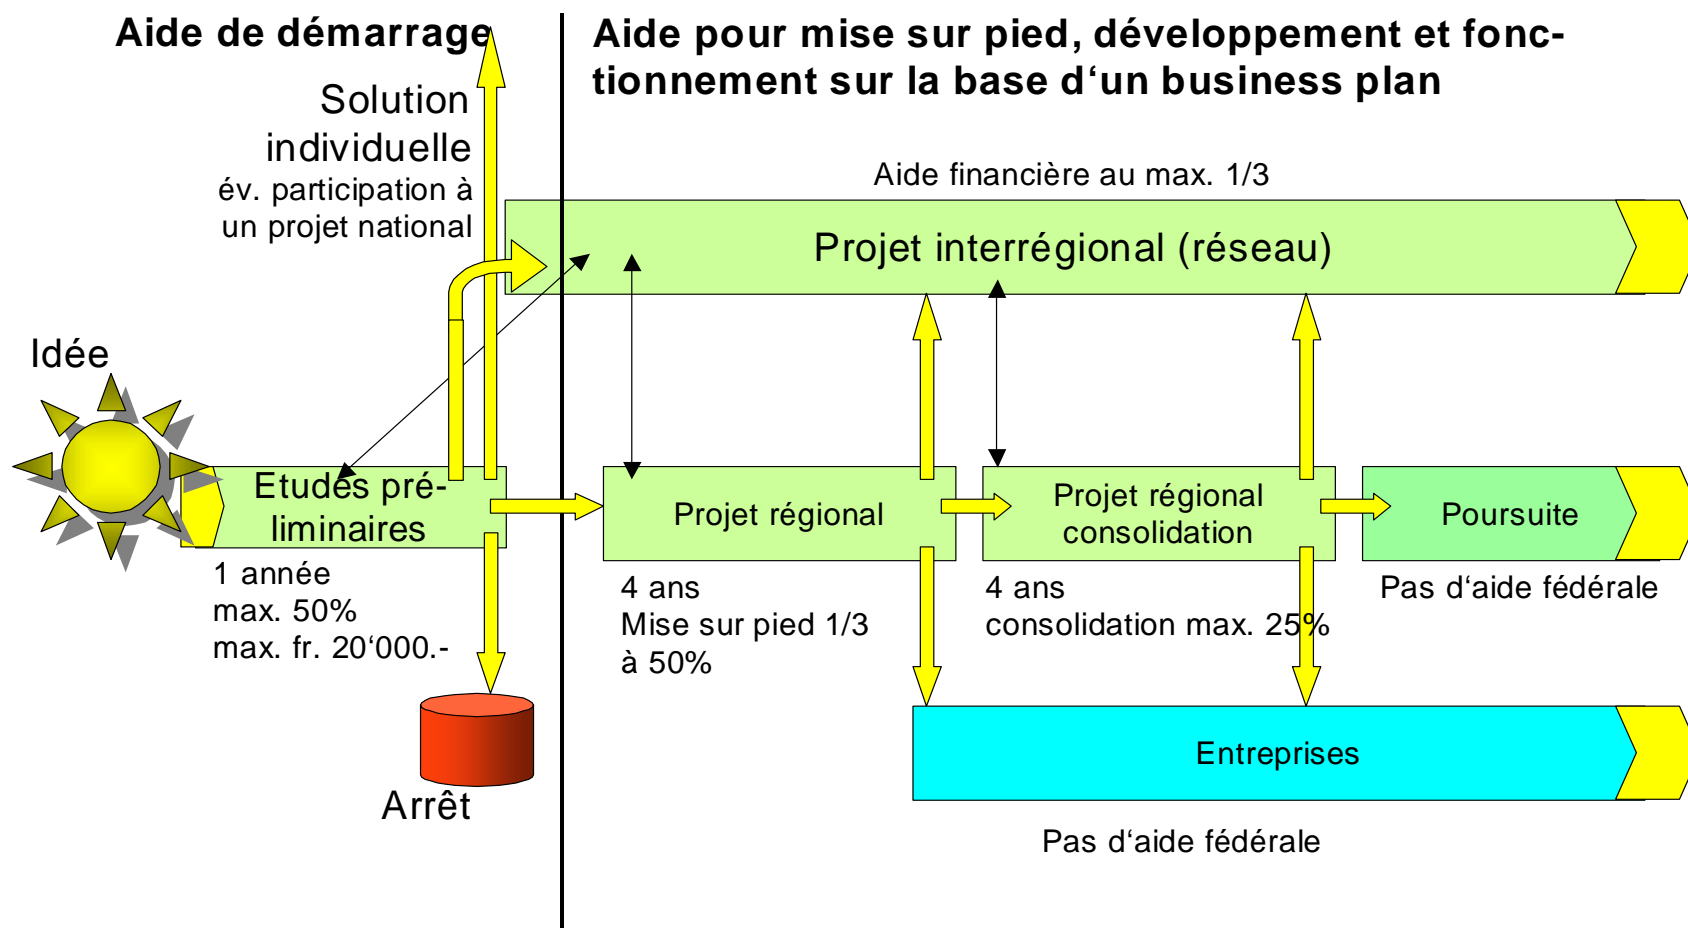 Aide de démarrage
Aide pour mise sur pied, développement et fonc-
tionnement sur la base d‘un business plan
Solution
individuelle
év. participation à
un projet national
Aide financière au max. 1/3
Projet interrégional (réseau)
Idée
Etudes pré-
liminaires
1 année
max. 50%
max. fr. 20‘000.-
Arrêt
Projet régional
4 ans
Mise sur pied 1/3
à 50%
Projet régional
consolidation
4 ans
consolidation max. 25%
Poursuite
Pas d‘aide fédérale
Entreprises
Pas d‘aide fédérale